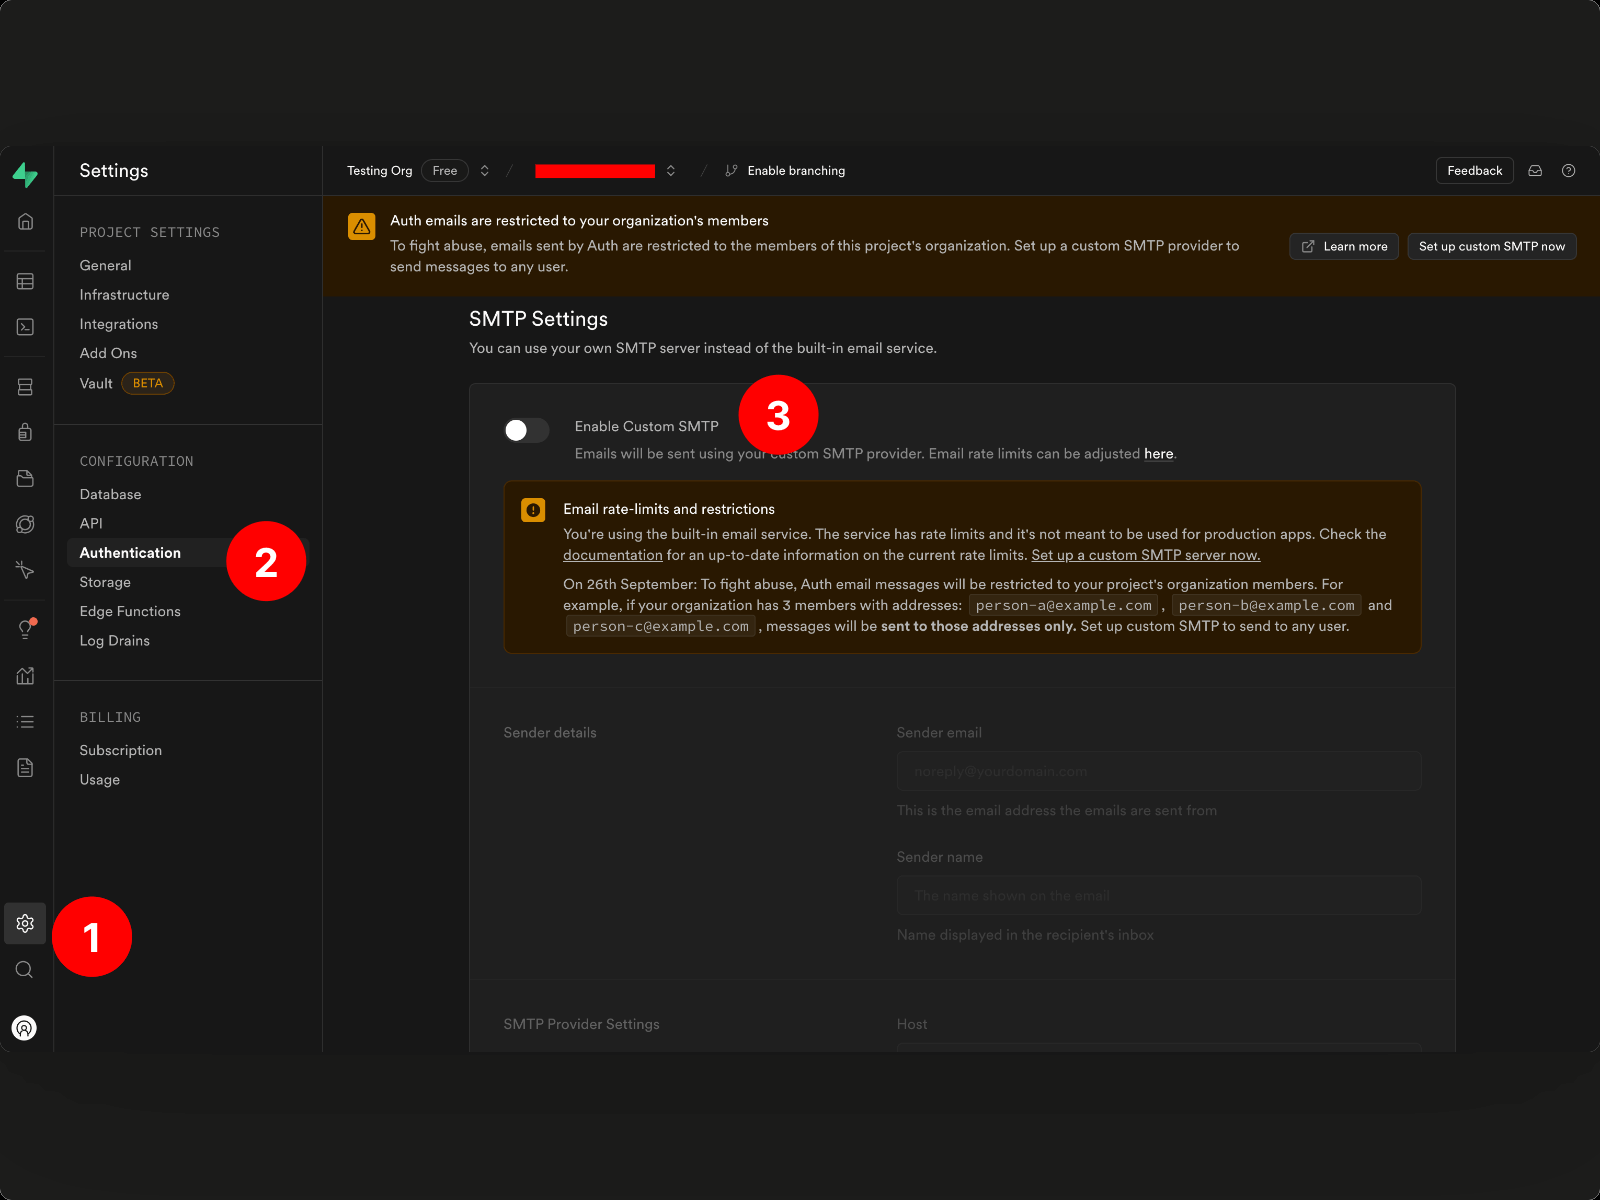 Settings
Testing Org Free / / Enable branching
Feedback
PROJECT SETTINGS
General
Infrastructure
Integrations
Add Ons
Vault BETA
CONFIGURATION
Database
API
Authentication
2
Storage
Edge Functions
Log Drains
BILLING
Subscription
Usage
1
Auth emails are restricted to your organization's members
To fight abuse, emails sent by Auth are restricted to the members of this project's organization. Set up a custom SMTP provider to
send messages to any user.
Learn more
Set up custom SMTP now
SMTP Settings
You can use your own SMTP server instead of the built-in email service.
Enable Custom SMTP
3
Emails will be sent using your custom SMTP provider. Email rate limits can be adjusted here.
Email rate-limits and restrictions
You're using the built-in email service. The service has rate limits and it's not meant to be used for production apps. Check the
documentation for an up-to-date information on the current rate limits. Set up a custom SMTP server now.
On 26th September: To fight abuse, Auth email messages will be restricted to your project's organization members. For
example, if your organization has 3 members with addresses: person-a@example.com , person-b@example.com and
person-c@example.com , messages will be sent to those addresses only. Set up custom SMTP to send to any user.
Sender details
Sender email
noreply@yourdomain.com
This is the email address the emails are sent from
Sender name
The name shown on the email
Name displayed in the recipient's inbox
SMTP Provider Settings
Host